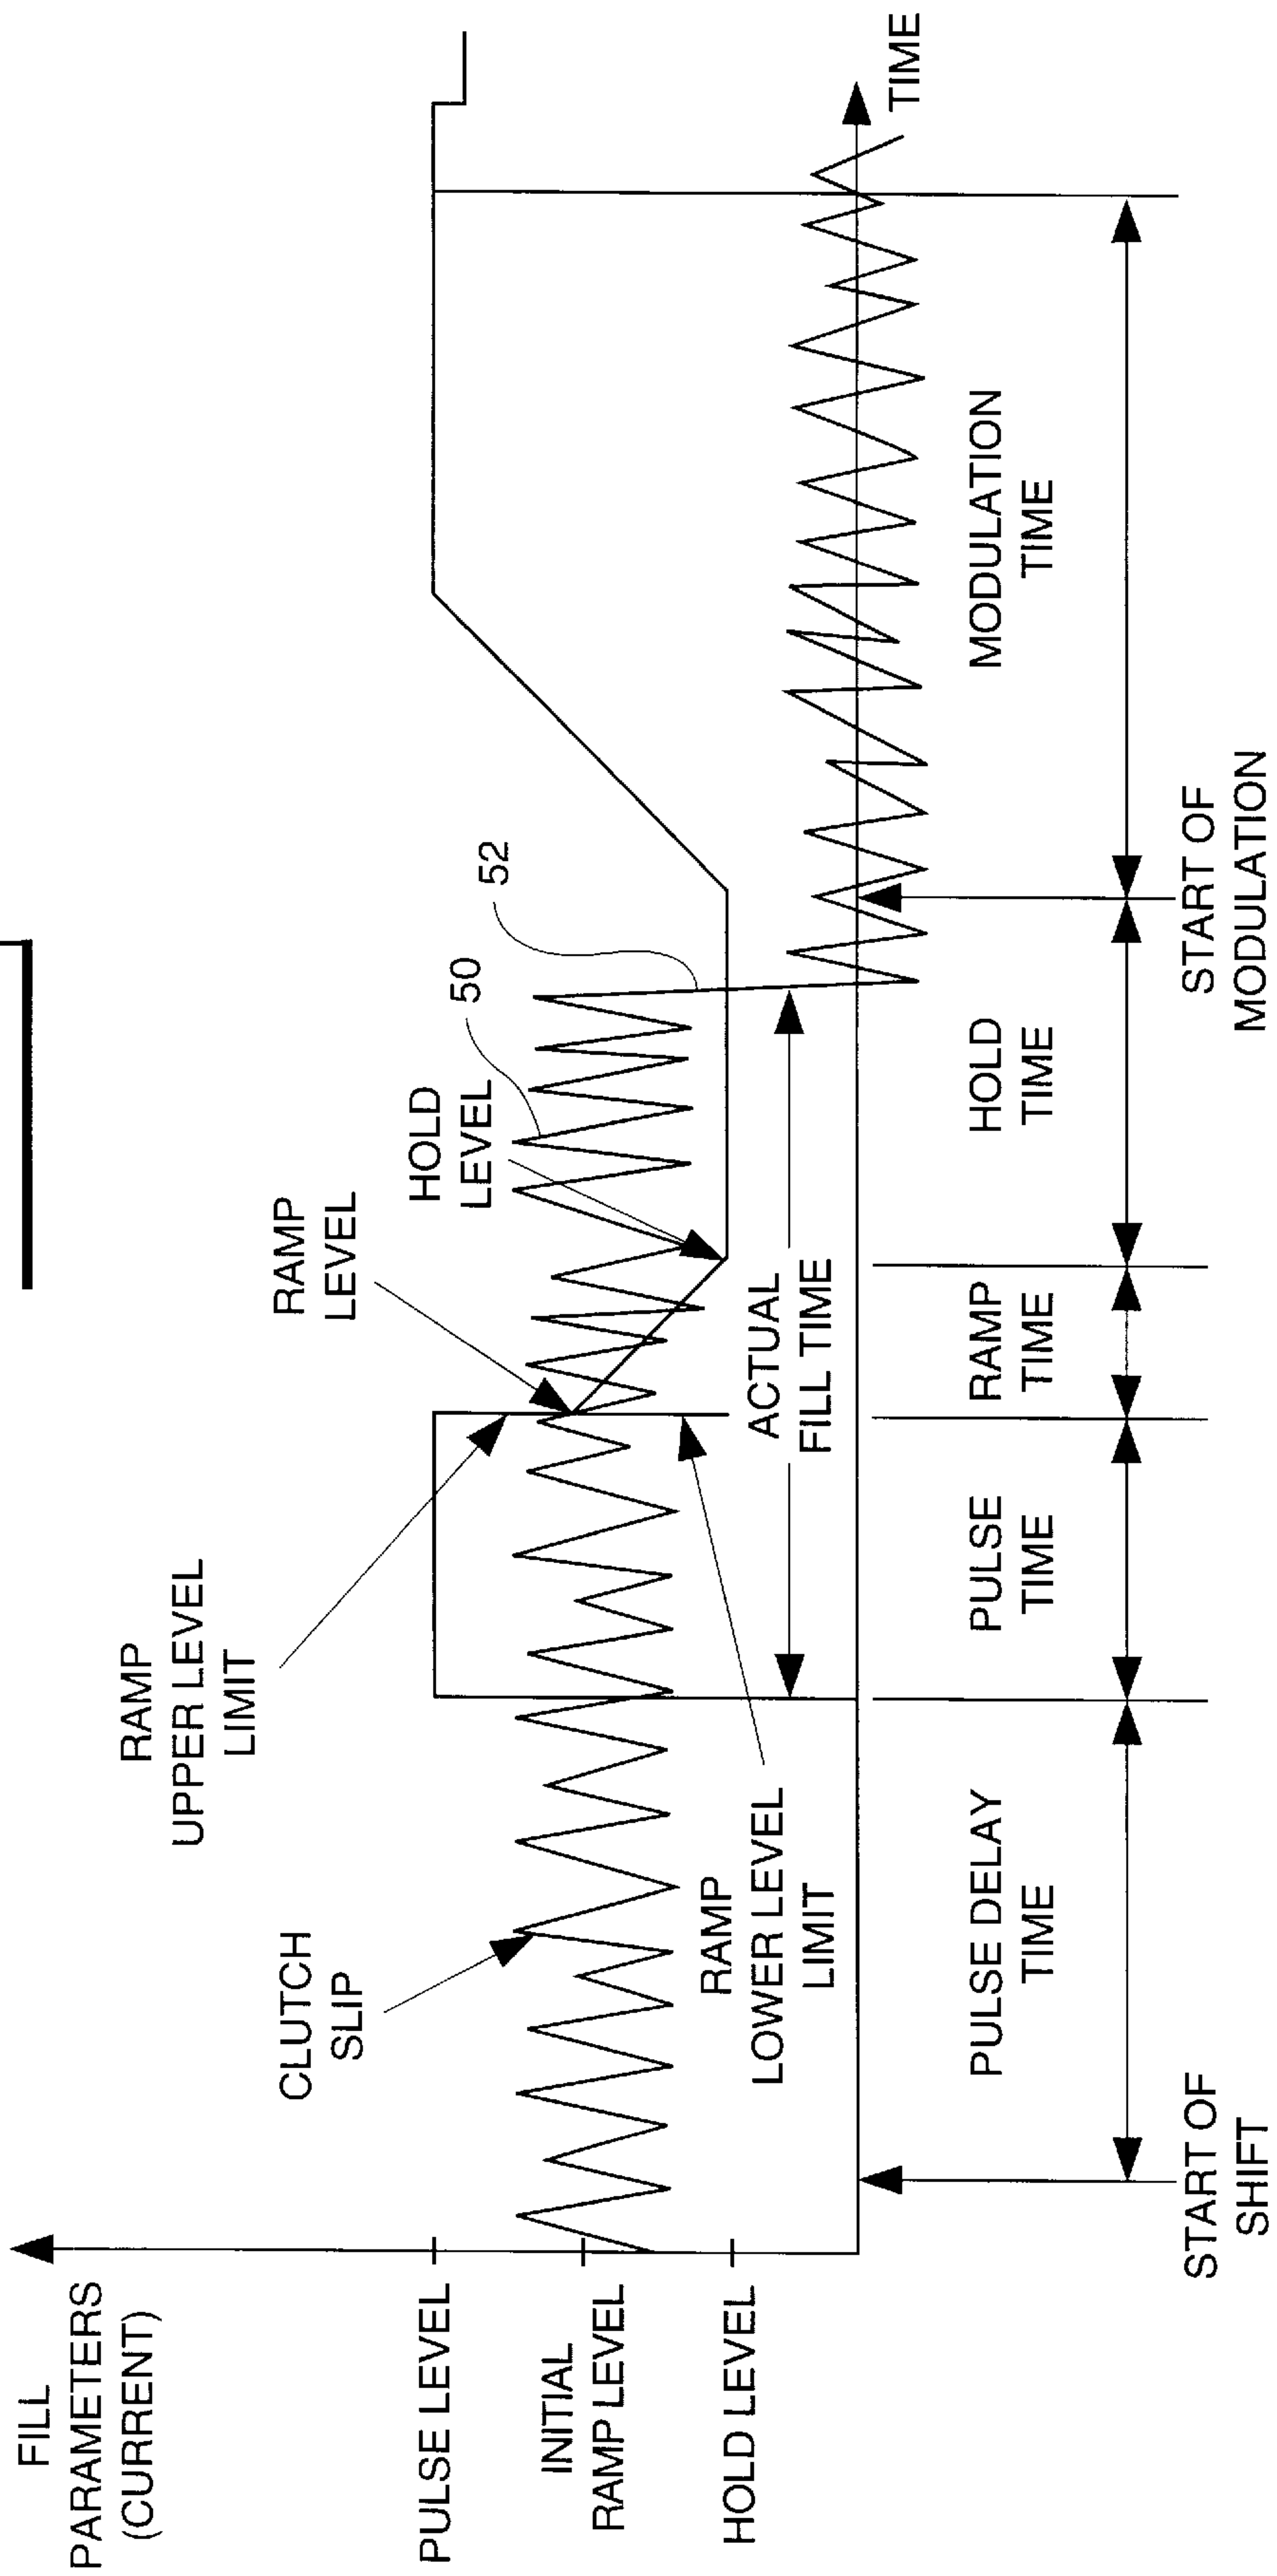 FILL
PARAMETERS
(CURRENT)
PULSE LEVEL
INITIAL
RAMP LEVEL
HOLD LEVEL
CLUTCH
SLIP
RAMP
UPPER LEVEL
LIMIT
RAMP
LOWER LEVEL
LIMIT
RAMP
LEVEL
HOLD
LEVEL
50
52
ACTUAL
FILL TIME
TIME
PULSE DELAY
TIME
PULSE
TIME
RAMP
TIME
HOLD
TIME
MODULATION
TIME
START OF
SHIFT
START OF
MODULATION